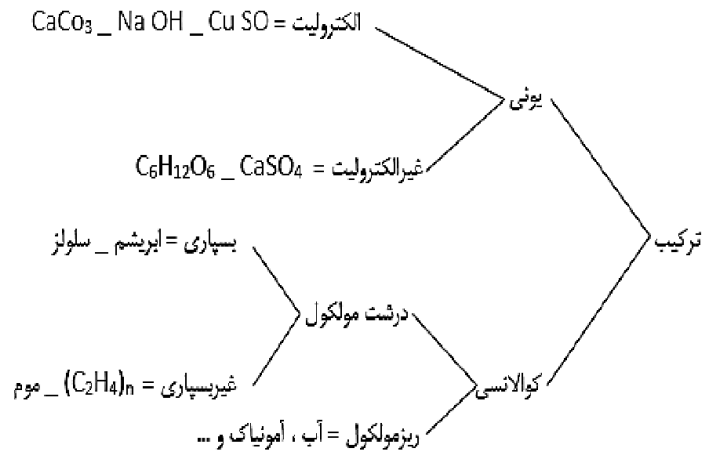 الکترولیت = CaCo₃ _ Na OH _ Cu SO
یونی
غیرالکترولیت = C₆H₁₂O₆ _ CaSO₄
ترکیب
بسپاری = ابریشم _ سلولز
درشت مولکول
کوالانسی
غیربسپاری = (C₂H₄)ₙ _ موم
ریزمولکول = آب ، آمونیاک و ...